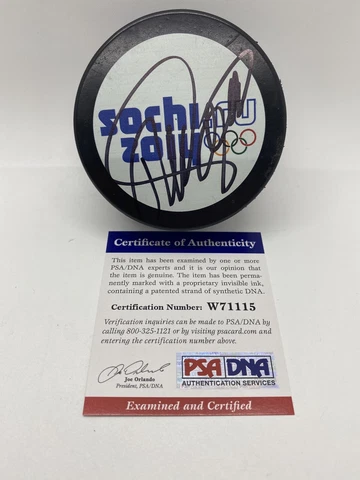 sochi.ru
2014
Certificate of Authenticity
This item has been examined by one or more
PSA/DNA experts and it is our opinion that
the item is genuine. The item has been per-
manently marked with a proprietary invisible ink,
containing a patented strand of synthetic DNA.
Certification Number: W71115
Verification inquiries can be made to PSA/DNA by
calling 800-325-1121 or by visiting psacard.com and
entering the certification number above.
Joe Orlando
President, PSA/DNA
PSA DNA
AUTHENTICATION SERVICES
Examined and Certified